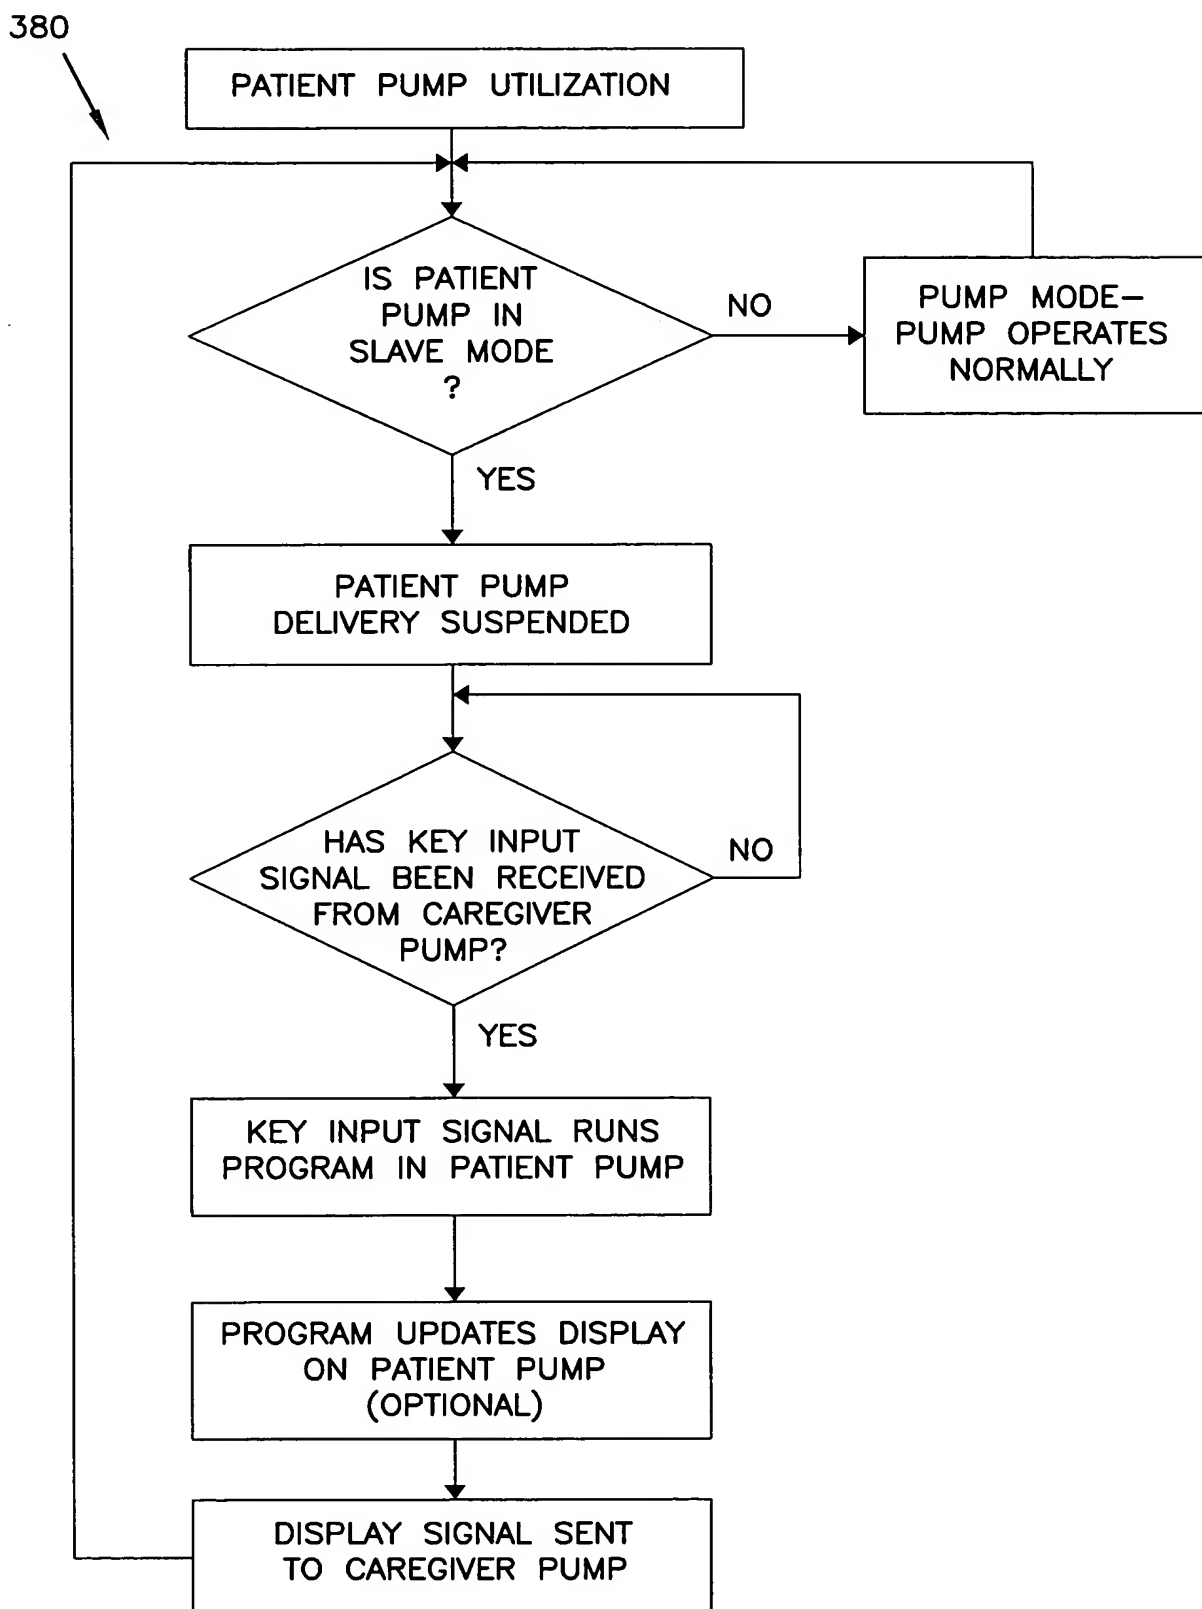 380
PATIENT PUMP UTILIZATION
IS PATIENT
PUMP IN
SLAVE MODE
?
NO
PUMP MODE-
PUMP OPERATES
NORMALLY
YES
PATIENT PUMP
DELIVERY SUSPENDED
HAS KEY INPUT
SIGNAL BEEN RECEIVED
FROM CAREGIVER
PUMP?
NO
YES
KEY INPUT SIGNAL RUNS
PROGRAM IN PATIENT PUMP
PROGRAM UPDATES DISPLAY
ON PATIENT PUMP
(OPTIONAL)
DISPLAY SIGNAL SENT
TO CAREGIVER PUMP